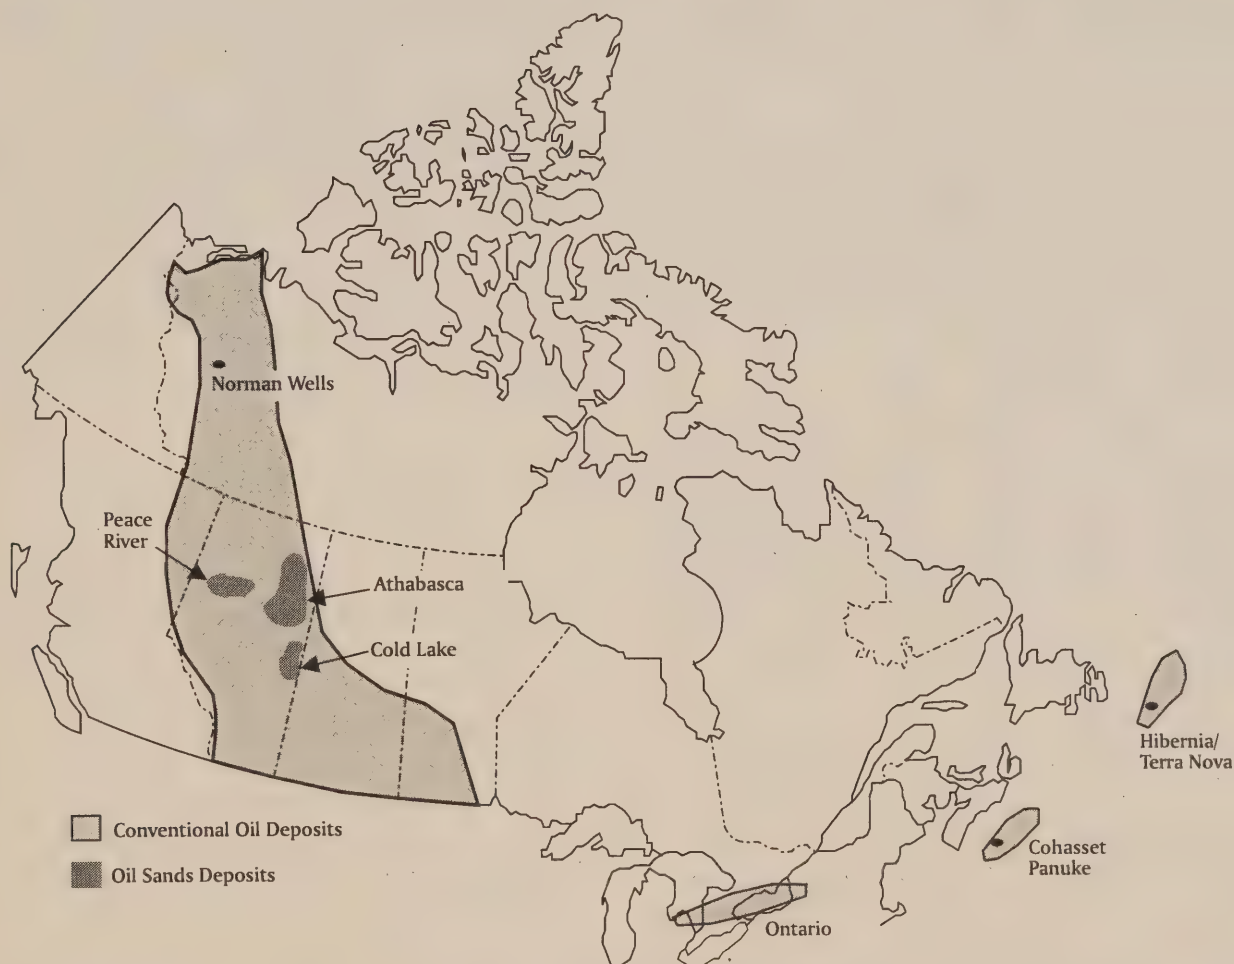 Norman Wells
Peace
River
Athabasca
Cold Lake
Hibernia/
Terra Nova
Conventional Oil Deposits
Cohasset
Panuke
Oil Sands Deposits
Ontario